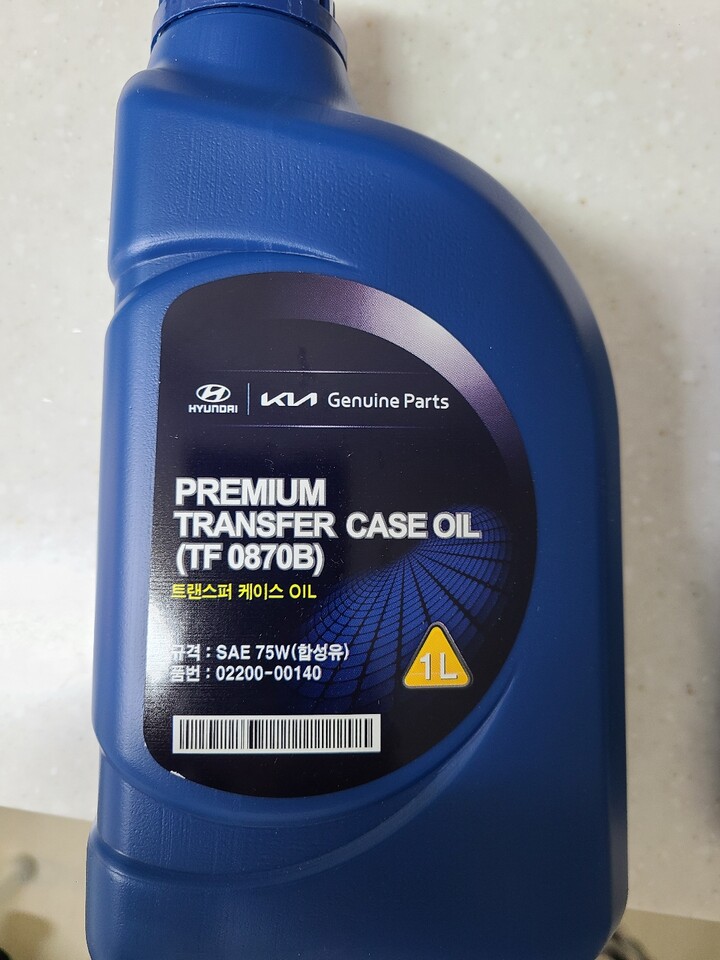 HYUNDAI KIA Genuine Parts
PREMIUM
TRANSFER CASE OIL
(TF 0870B)
트랜스퍼 케이스 OIL
규격 : SAE 75W(합성유)
품번 : 02200-00140
1L